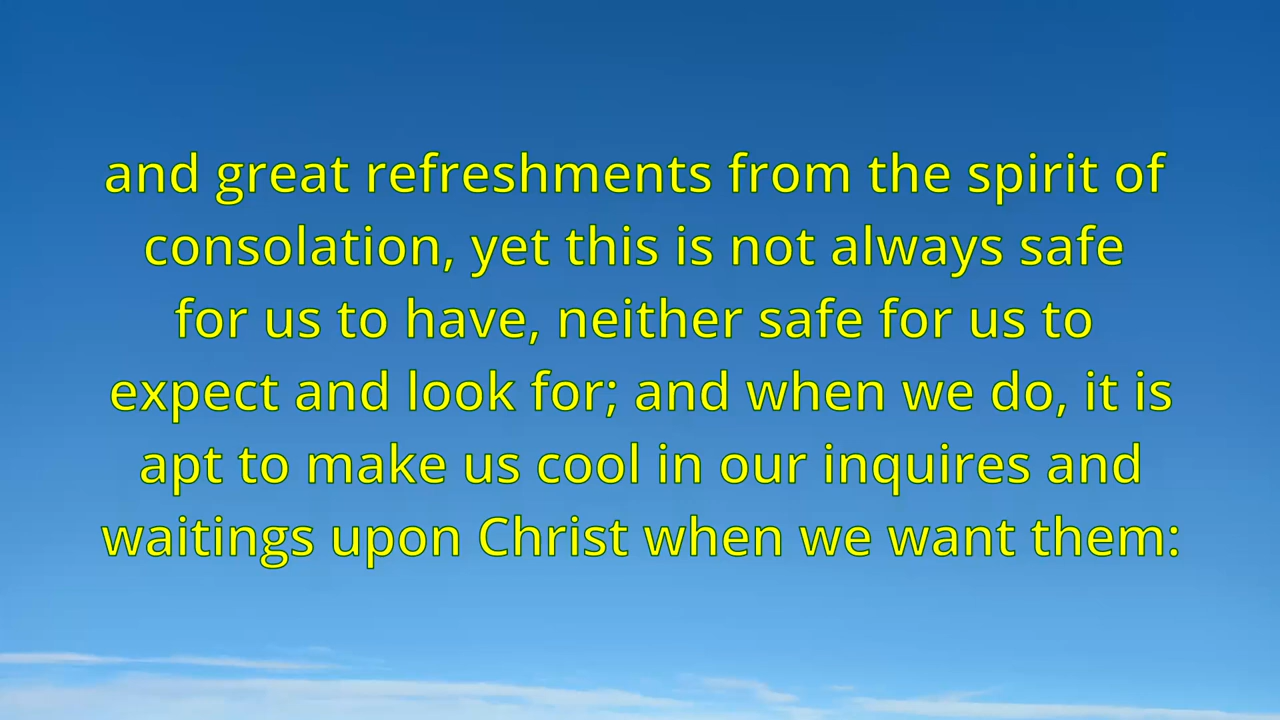 and great refreshments from the spirit of
consolation, yet this is not always safe
for us to have, neither safe for us to
expect and look for; and when we do, it is
apt to make us cool in our inquires and
waitings upon Christ when we want them: